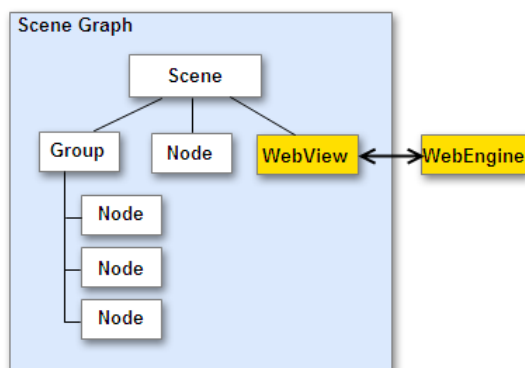 Scene Graph
Scene
Group
Node
WebView
WebEngine
Node
Node
Node